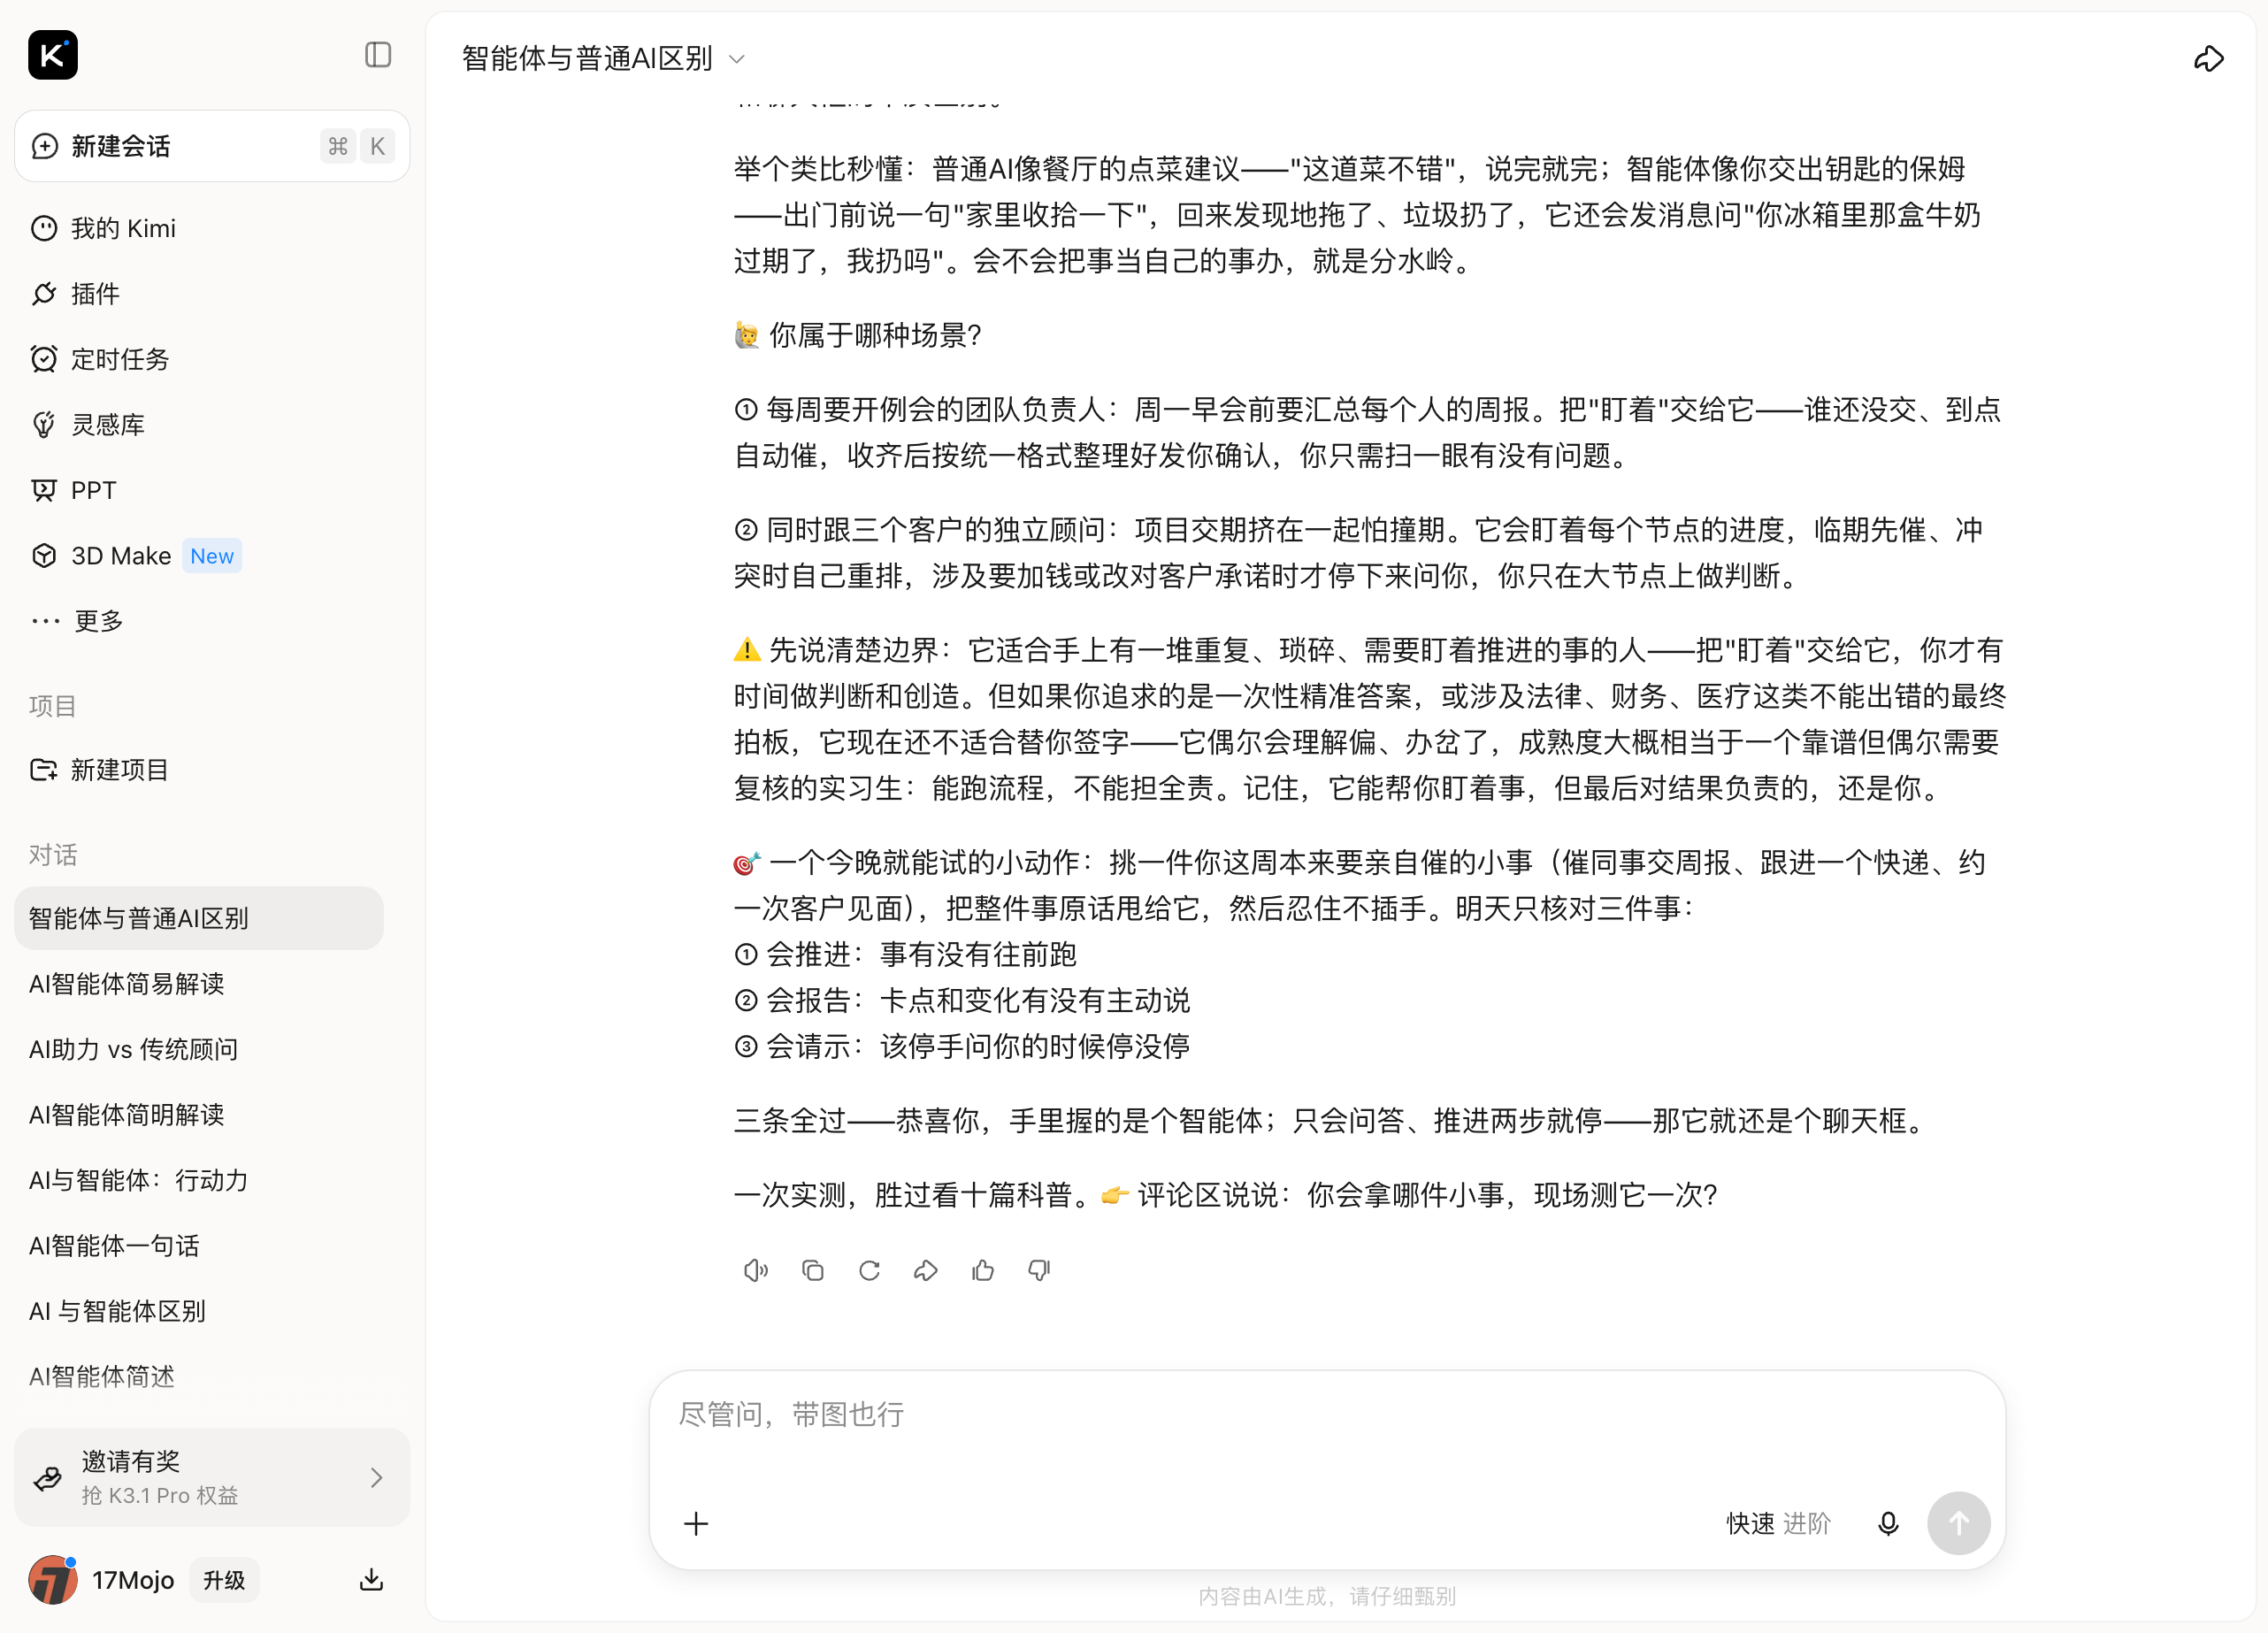 K
新建会话
⌘ K
我的 Kimi
插件
定时任务
灵感库
PPT
3D Make New
更多
项目
新建项目
对话
智能体与普通AI区别
AI智能体简易解读
AI助力 vs 传统顾问
AI智能体简明解读
AI与智能体：行动力
AI智能体一句话
AI 与智能体区别
AI智能体简述
邀请有奖
抢 K3.1 Pro 权益
17Mojo 升级
智能体与普通AI区别
举个类比秒懂：普通AI像餐厅的点菜建议——"这道菜不错"，说完就完；智能体像你交出钥匙的保姆
——出门前说一句"家里收拾一下"，回来发现地拖了、垃圾扔了，它还会发消息问"你冰箱里那盒牛奶
过期了，我扔吗"。会不会把事当自己的事办，就是分水岭。
🙋 你属于哪种场景？
① 每周要开例会的团队负责人：周一早会前要汇总每个人的周报。把"盯着"交给它——谁还没交、到点
自动催，收齐后按统一格式整理好发你确认，你只需扫一眼有没有问题。
② 同时跟三个客户的独立顾问：项目交期挤在一起怕撞期。它会盯着每个节点的进度，临期先催、冲
突时自己重排，涉及要加钱或改对客户承诺时才停下来问你，你只在大节点上做判断。
⚠️ 先说清楚边界：它适合手上有一堆重复、琐碎、需要盯着推进的事的人——把"盯着"交给它，你才有
时间做判断和创造。但如果你追求的是一次性精准答案，或涉及法律、财务、医疗这类不能出错的最终
拍板，它现在还不适合替你签字——它偶尔会理解偏、办岔了，成熟度大概相当于一个靠谱但偶尔需要
复核的实习生：能跑流程，不能担全责。记住，它能帮你盯着事，但最后对结果负责的，还是你。
🎯 一个今晚就能试的小动作：挑一件你这周本来要亲自催的小事（催同事交周报、跟进一个快递、约
一次客户见面），把整件事原话甩给它，然后忍住不插手。明天只核对三件事：
① 会推进：事有没有往前跑
② 会报告：卡点和变化有没有主动说
③ 会请示：该停手问你的时候停没停
三条全过——恭喜你，手里握的是个智能体；只会问答、推进两步就停——那它就还是个聊天框。
一次实测，胜过看十篇科普。👉 评论区说说：你会拿哪件小事，现场测它一次？
尽管问，带图也行
快速 进阶
内容由AI生成，请仔细甄别